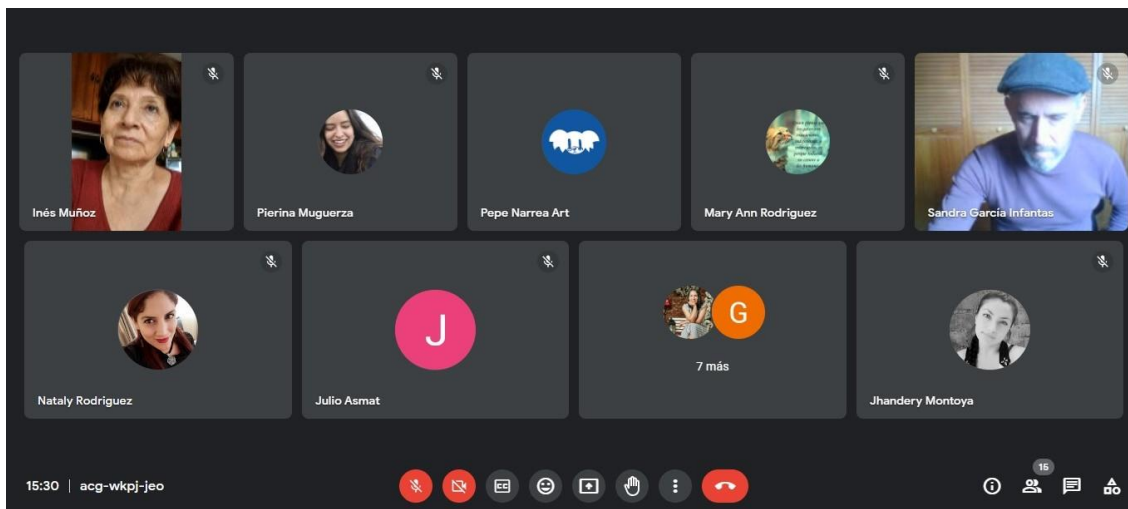 Inés Muñoz
Pierina Muguerza
Pepe Narrea Art
Mary Ann Rodriguez
Sandra García Infantas
Nataly Rodriguez
J
Julio Asmat
G
7 más
Jhandery Montoya
15:30 | acg-wkpj-jeo
CC
15